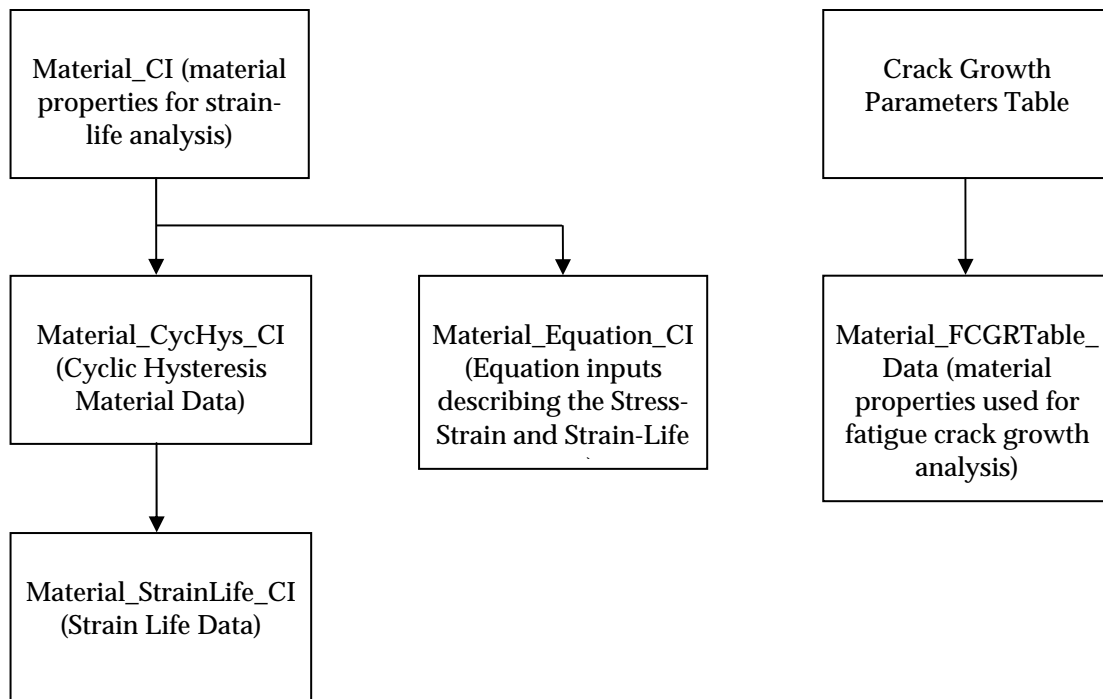 Material_CI (material
properties for strain-
life analysis)
Crack Growth
Parameters Table
Material_CycHys_CI
(Cyclic Hysteresis
Material Data)
Material_Equation_CI
(Equation inputs
describing the Stress-
Strain and Strain-Life
Material_FCGRTable_
Data (material
properties used for
fatigue crack growth
analysis)
Material_StrainLife_CI
(Strain Life Data)